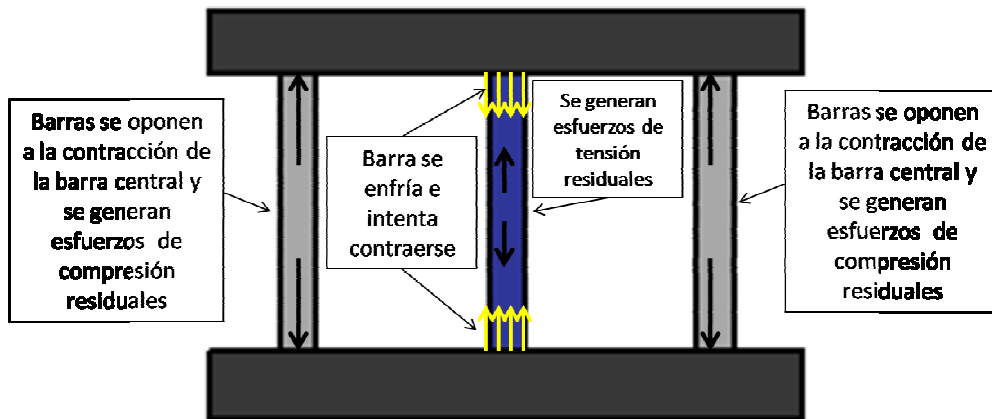 Barras se oponen
a la contracción de
la barra central y
se generan
esfuerzos de
compresión
residuales
Barra se
enfría e
intenta
contraerse
Se generan
esfuerzos de
tensión
residuales
Barras se oponen
a la contracción de
la barra central y
se generan
esfuerzos de
compresión
residuales